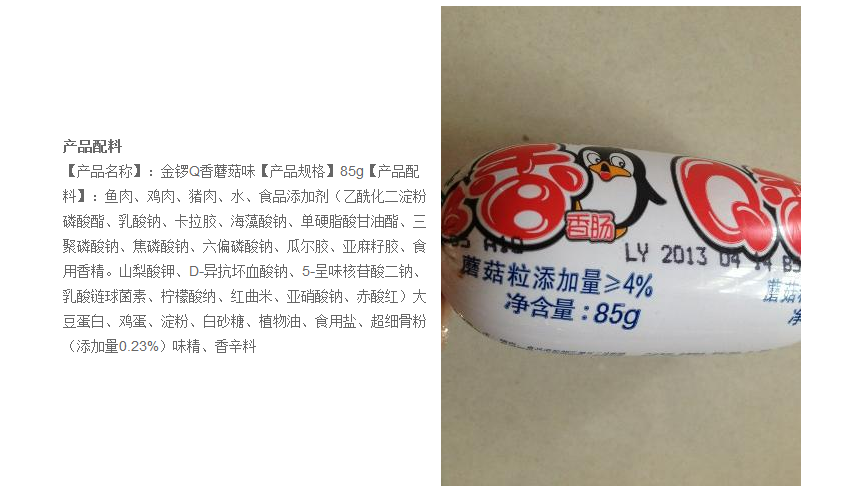 产品配料
【产品名称】：金锣Q香蘑菇味【产品规格】85g【产品配
料】：鱼肉、鸡肉、猪肉、水、食品添加剂（乙酰化二淀粉
磷酸酯、乳酸钠、卡拉胶、海藻酸钠、单硬脂酸甘油酯、三
聚磷酸钠、焦磷酸钠、六偏磷酸钠、瓜尔胶、亚麻籽胶、食
用香精。山梨酸钾、D-异抗坏血酸钠、5-呈味核苷酸二钠、
乳酸链球菌素、柠檬酸纳、红曲米、亚硝酸钠、赤酸红）大
豆蛋白、鸡蛋、淀粉、白砂糖、植物油、食用盐、超细骨粉
（添加量0.23%）味精、香辛料
Q
香肠
LY 2013 04 14
蘑菇粒添加量≥4%
净含量：85g
蘑菇